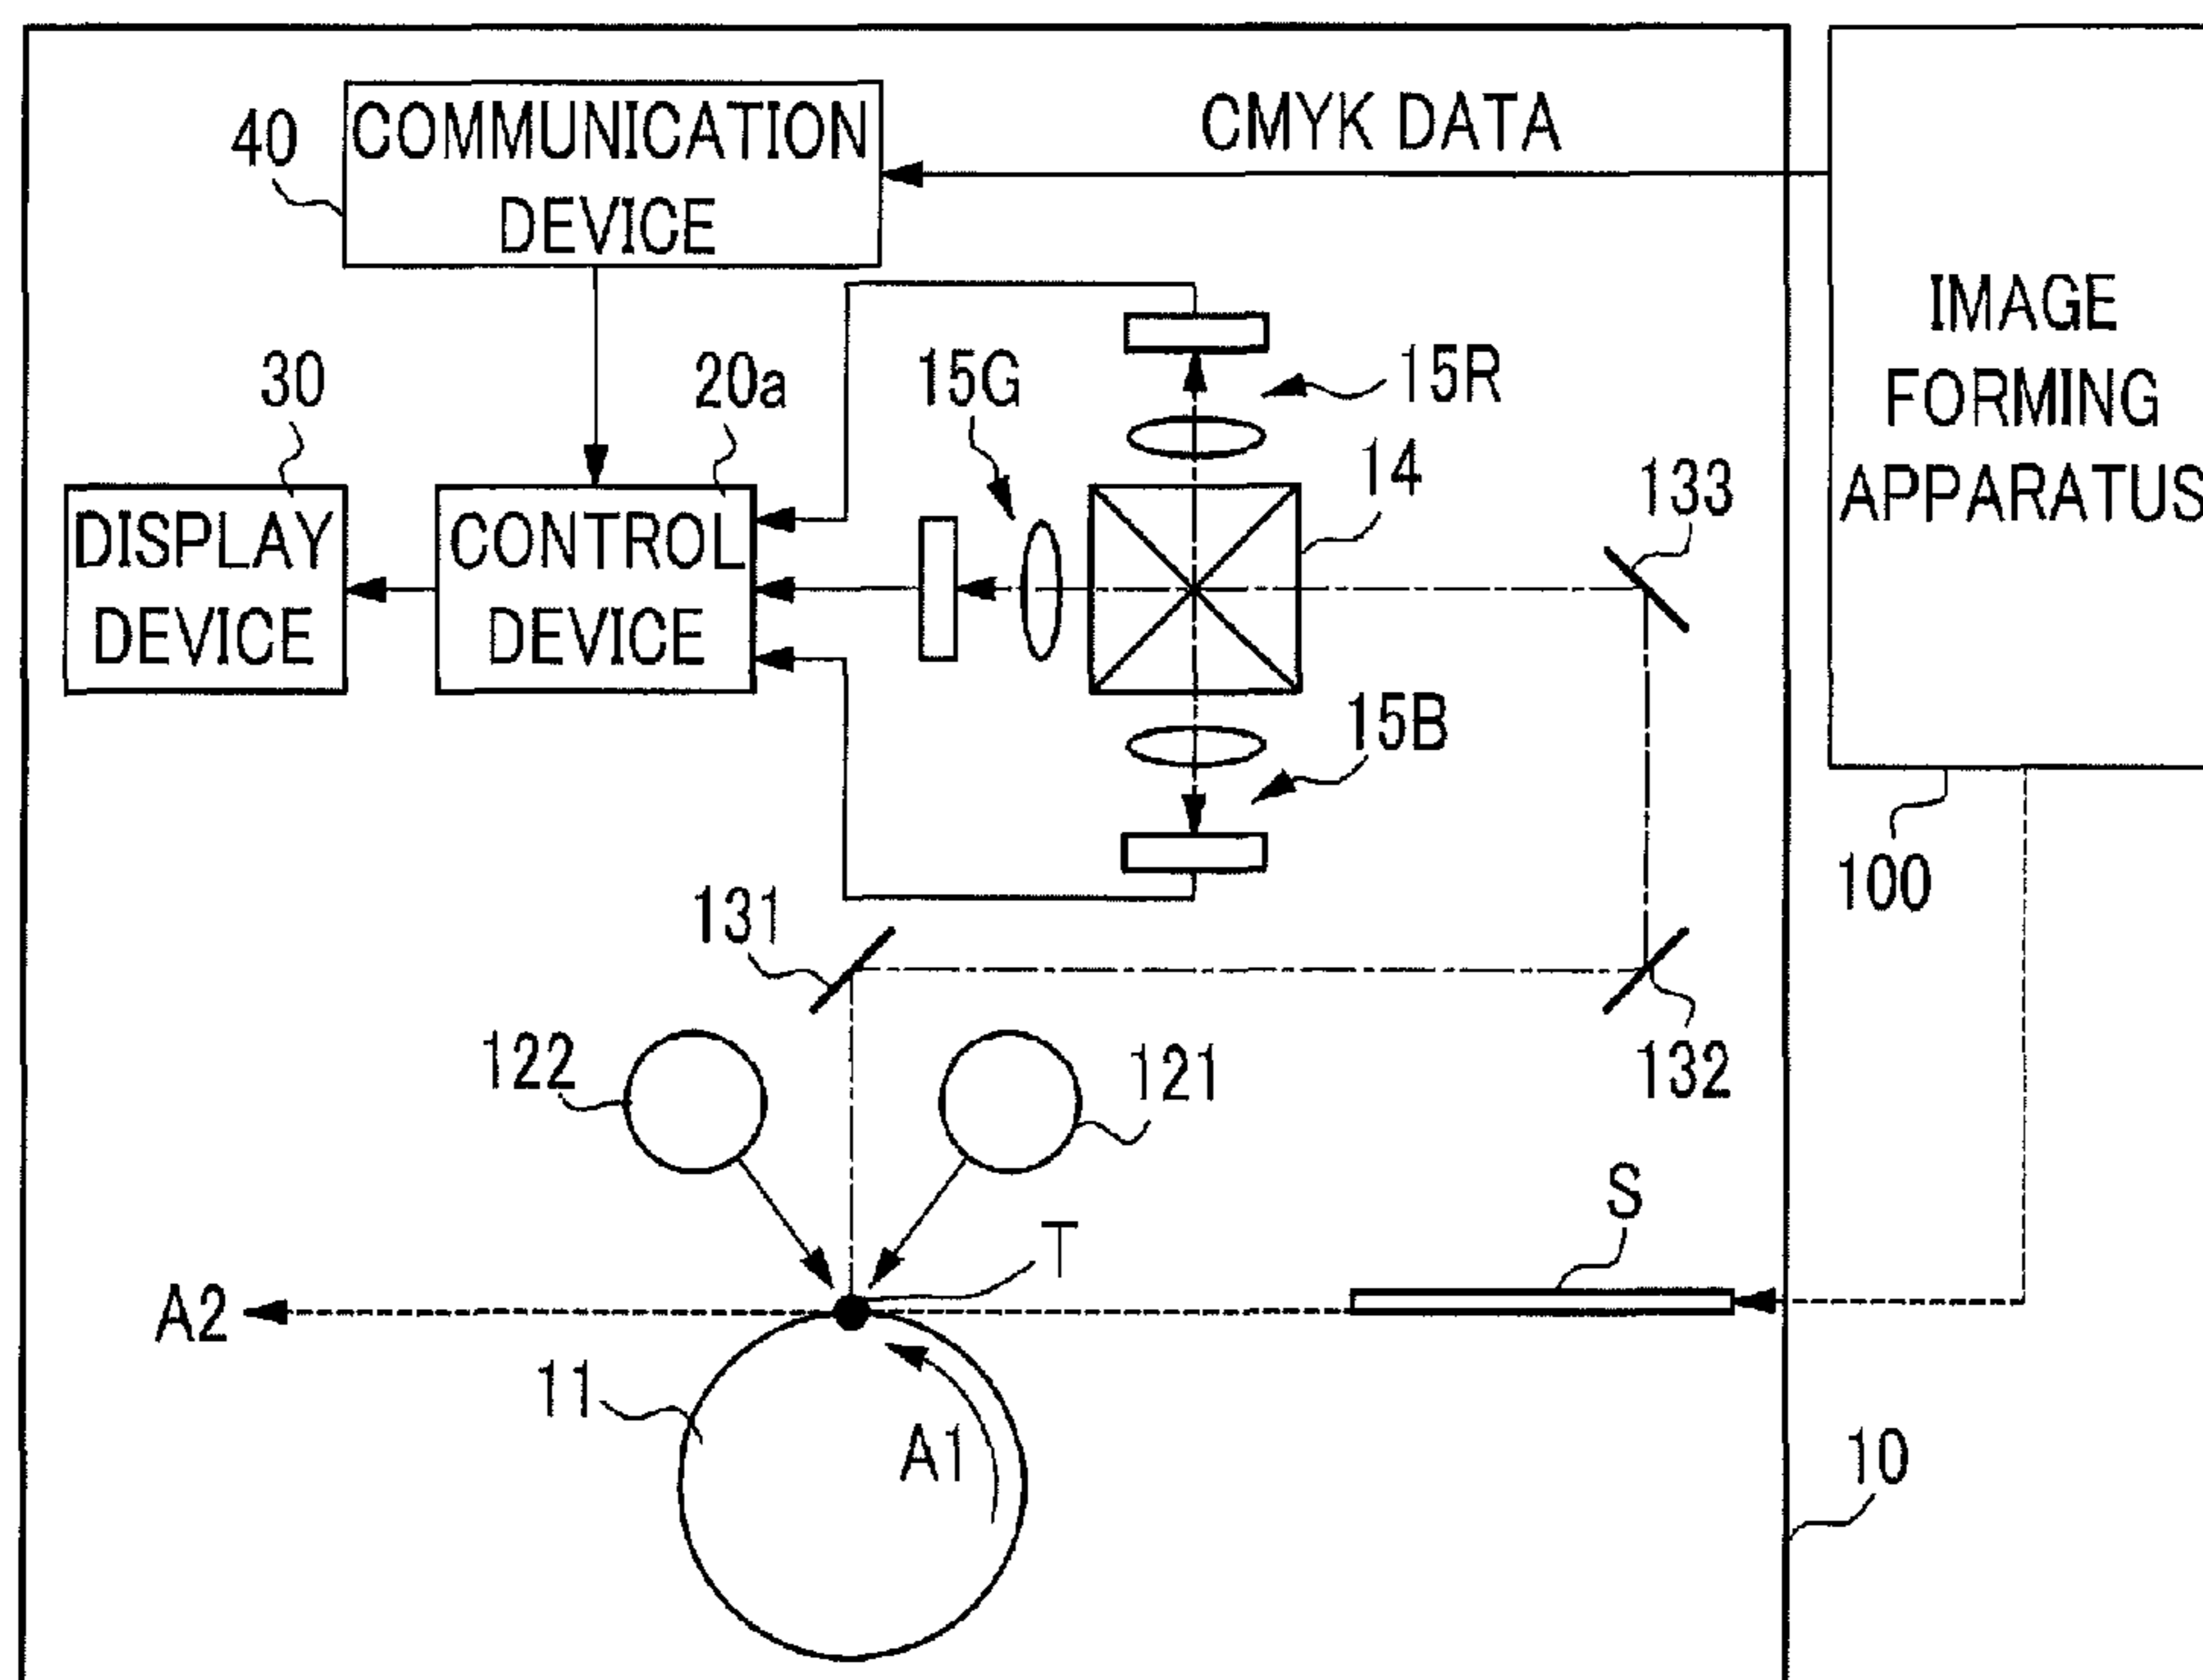 COMMUNICATION
DEVICE
40
CMYK DATA
IMAGE
FORMING
APPARATUS
30
20a
15G
15R
14
133
DISPLAY
DEVICE
CONTROL
DEVICE
15B
100
131
132
122
121
S
T
A2
11
A1
10